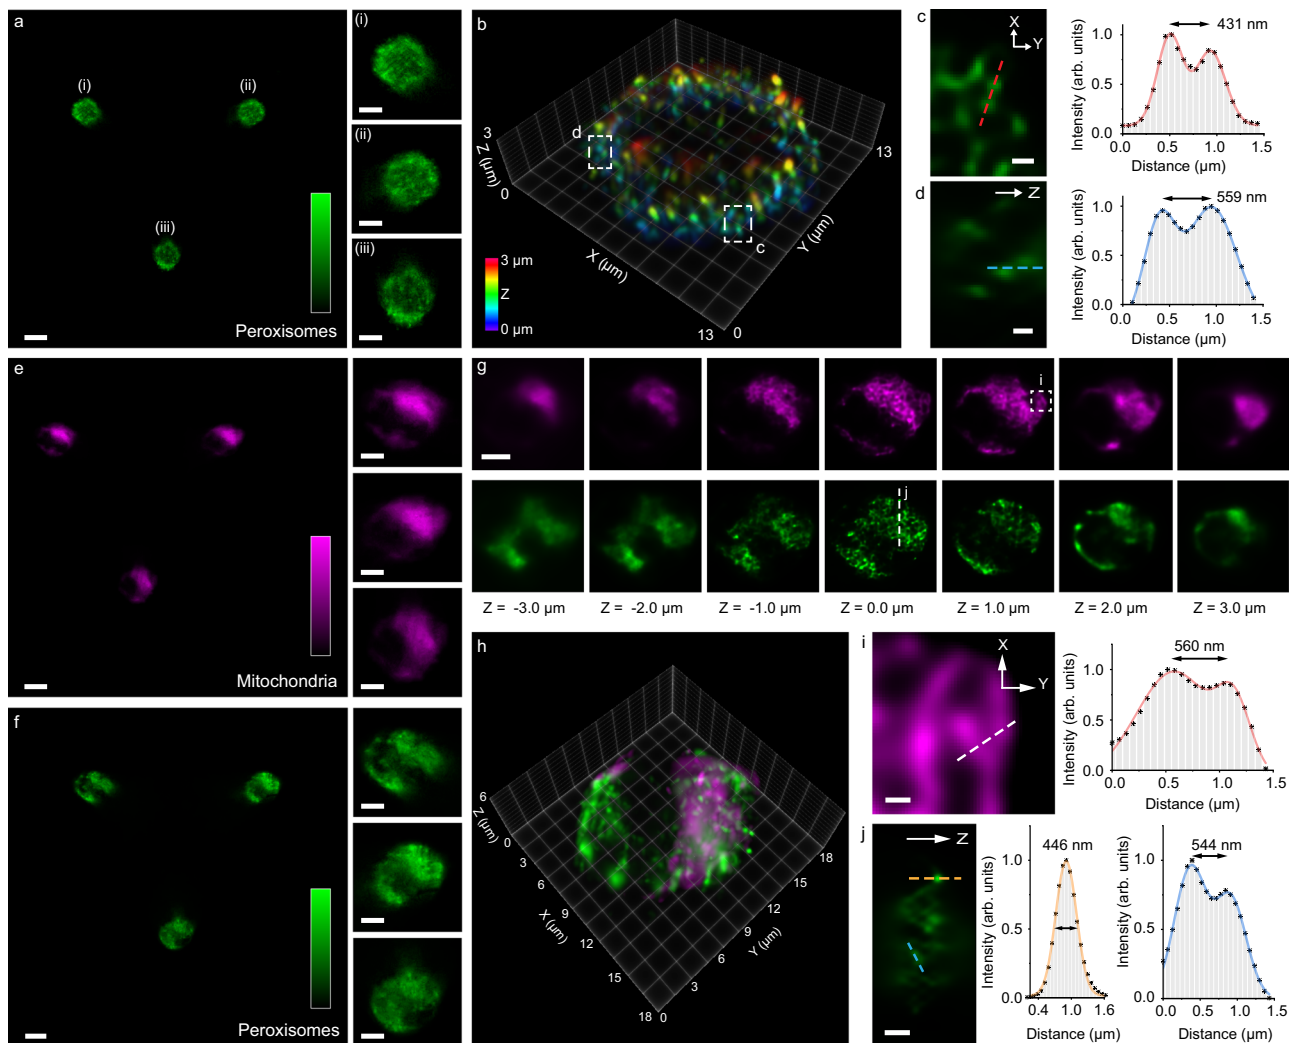 a
(i)
(ii)
(iii)
Peroxisomes
(i)
(ii)
(iii)
b
d
c
3
Z (µm)
0
X (µm)
13
0
Y (µm)
13
3 µm
Z
0 µm
c
X
Y
431 nm
Intensity (arb. units)
1.0
0.5
0.0
0.0 0.5 1.0 1.5
Distance (µm)
d
Z
559 nm
Intensity (arb. units)
1.0
0.5
0.0
0.0 0.5 1.0 1.5
Distance (µm)
e
Mitochondria
f
Peroxisomes
g
i
j
Z = -3.0 µm
Z = -2.0 µm
Z = -1.0 µm
Z = 0.0 µm
Z = 1.0 µm
Z = 2.0 µm
Z = 3.0 µm
h
6
Z (µm)
0
3
6
X (µm)
9
12
15
18
0
3
6
Y (µm)
9
12
15
18
i
X
Y
560 nm
Intensity (arb. units)
1.0
0.5
0.0
0.0 0.5 1.0 1.5
Distance (µm)
j
Z
446 nm
Intensity (arb. units)
1.0
0.5
0.0
0.4 1.0 1.6
Distance (µm)
544 nm
Intensity (arb. units)
1.0
0.5
0.0
0.0 0.5 1.0 1.5
Distance (µm)